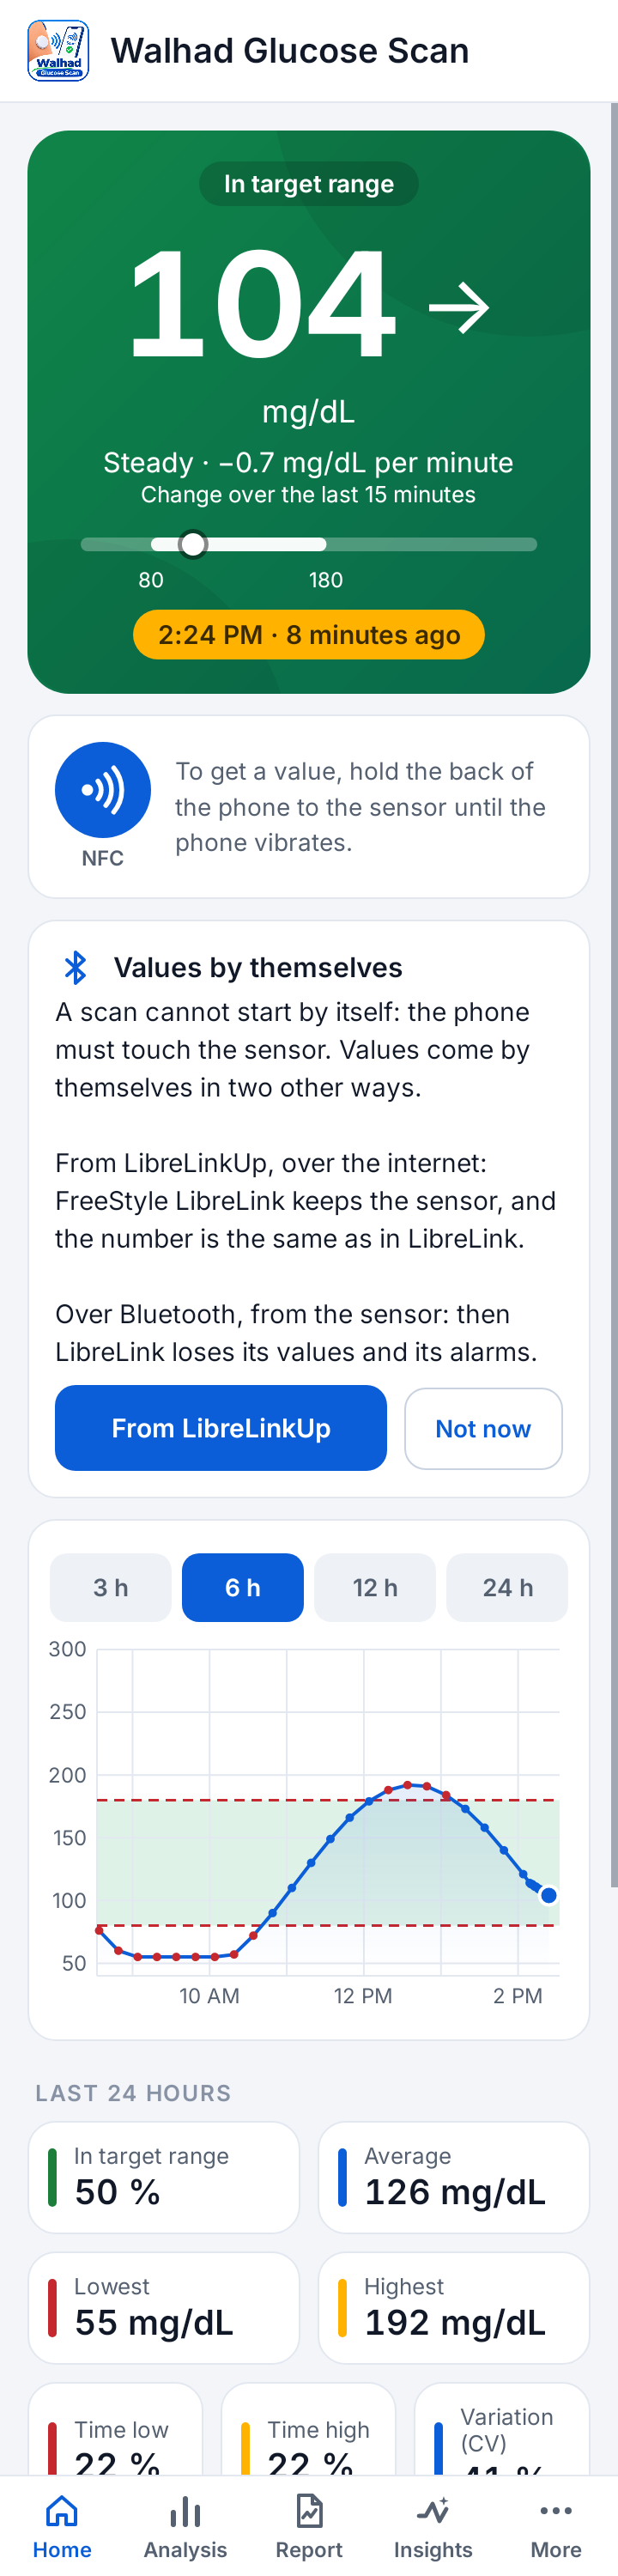 Walhad
Glucose Scan
Walhad Glucose Scan
In target range
104 →
mg/dL
Steady · −0.7 mg/dL per minute
Change over the last 15 minutes
80 180
2:24 PM · 8 minutes ago
To get a value, hold the back of
the phone to the sensor until the
phone vibrates.
NFC
Values by themselves
A scan cannot start by itself: the phone
must touch the sensor. Values come by
themselves in two other ways.
From LibreLinkUp, over the internet:
FreeStyle LibreLink keeps the sensor, and
the number is the same as in LibreLink.
Over Bluetooth, from the sensor: then
LibreLink loses its values and its alarms.
From LibreLinkUp Not now
3 h 6 h 12 h 24 h
300
250
200
150
100
50
10 AM 12 PM 2 PM
LAST 24 HOURS
In target range
50 %
Average
126 mg/dL
Lowest
55 mg/dL
Highest
192 mg/dL
Time low
22 %
Time high
22 %
Variation
(CV)
41 %
Home Analysis Report Insights More